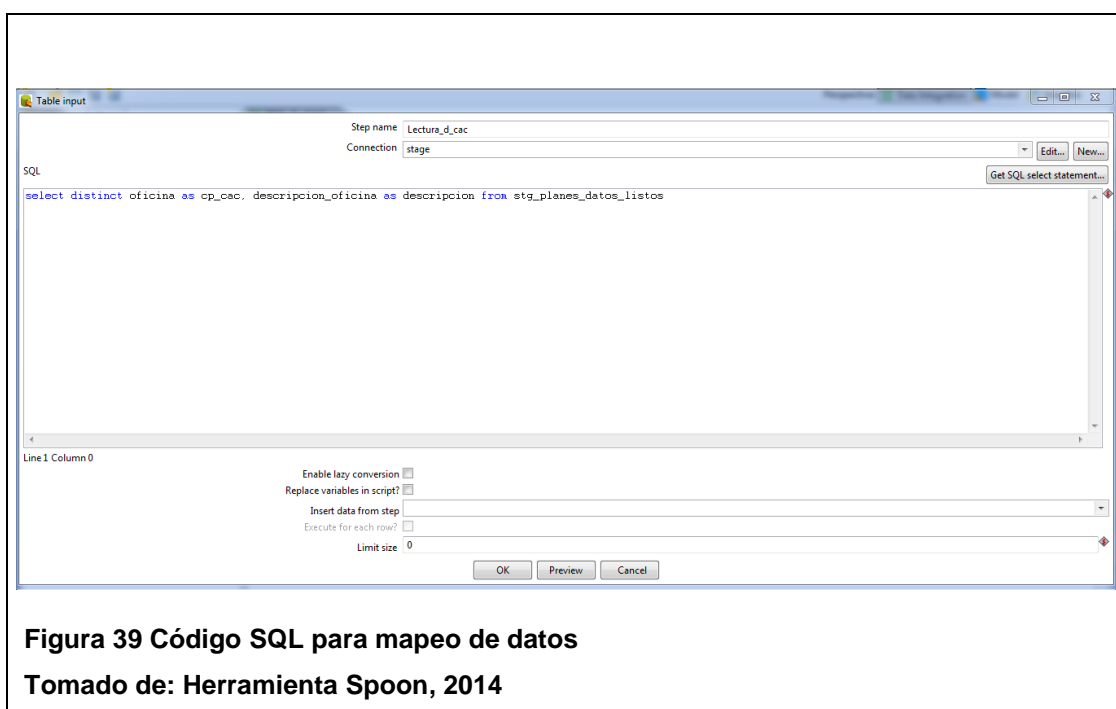 Table input
Step name Lectura_d_cac
Connection stage Edit... New...
SQL Get SQL select statement...
select distinct oficina as cp_cac, descripcion_oficina as descripcion from stg_planes_datos_listos
Line 1 Column 0
Enable lazy conversion
Replace variables in script?
Insert data from step
Execute for each row?
Limit size 0
OK Preview Cancel
Figura 39 Código SQL para mapeo de datos
Tomado de: Herramienta Spoon, 2014